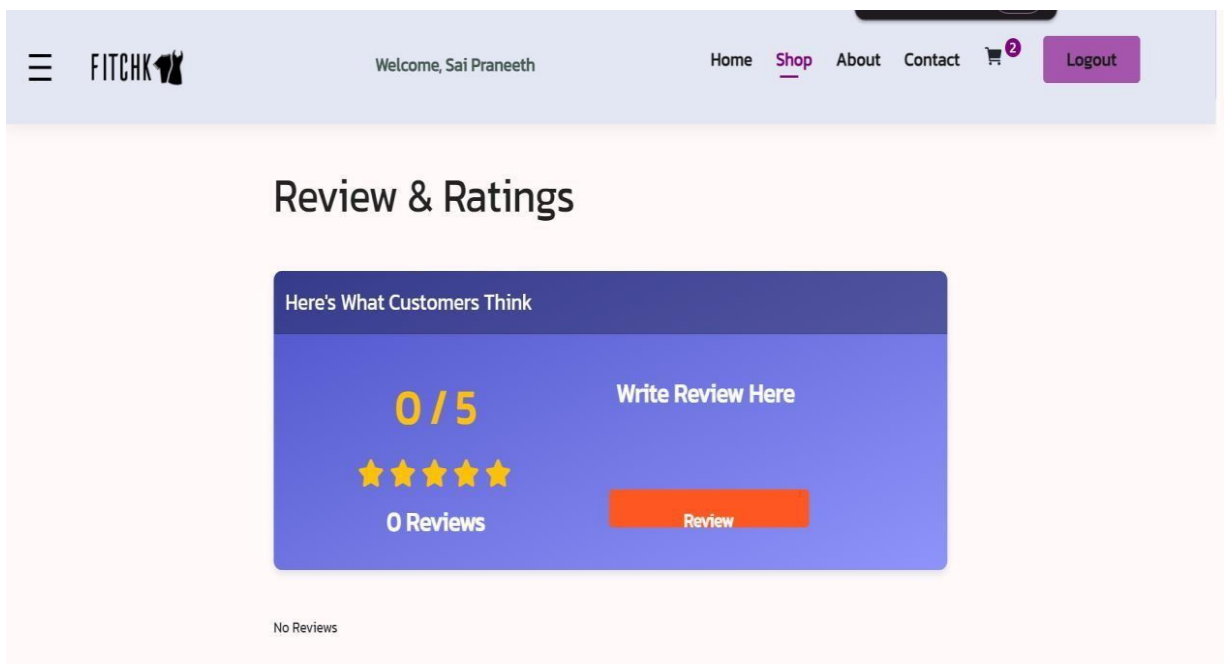 FITCHK
Welcome, Sai Praneeth
Home Shop About Contact 2 Logout
Review & Ratings
Here's What Customers Think
0 / 5
Write Review Here
0 Reviews
Review
No Reviews